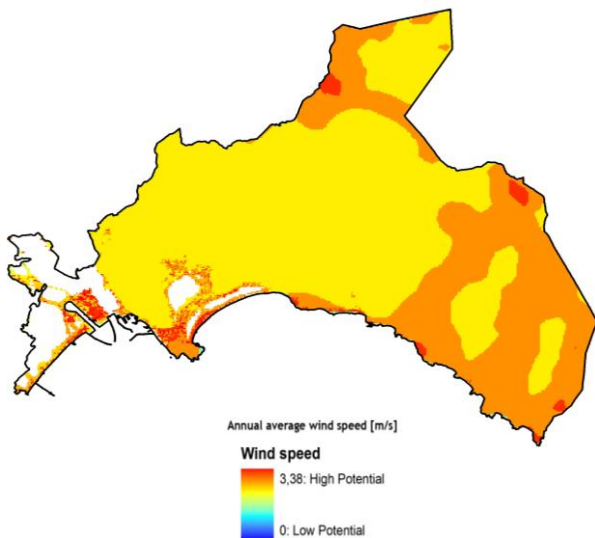 Annual average wind speed [m/s]
Wind speed
3,38: High Potential
0: Low Potential